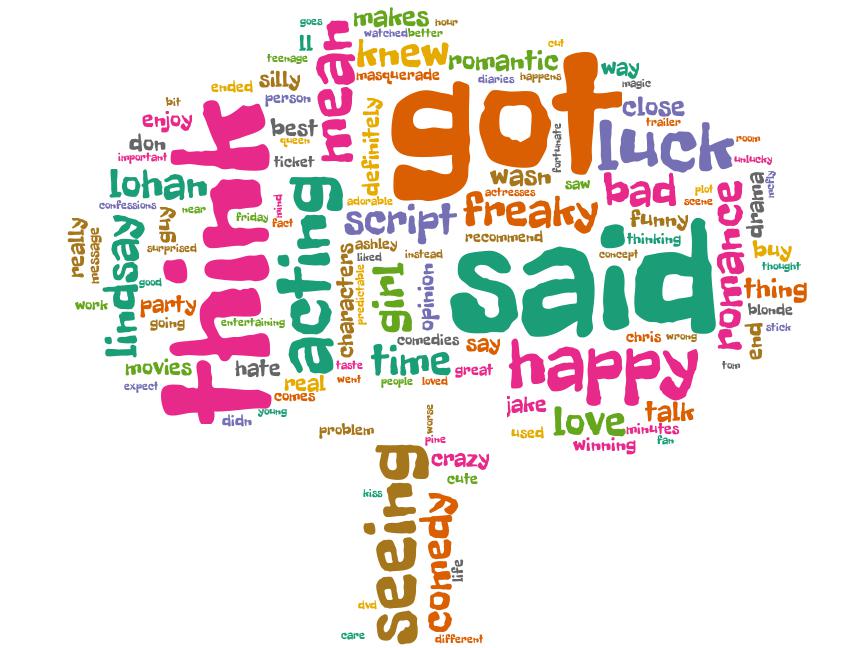 goes
makes
hour
watched
better
ll
mean
knew
romantic
cut
teenage
masquerade
diaries
happens
way
magic
ended
silly
person
got
close
trailer
bit
enjoy
think
best
queen
definitely
fortunate
luck
room
don
important
ticket
unlucky
lohan
acting
adorable
wasn
actresses
saw
bad
plot
scene
romance
drama
mcfly
confessions
near
friday
mind
fact
script
freaky
funny
really
message
lindsay
guy
surprised
characters
ashley
liked
instead
recommend
said
thinking
concept
buy
thought
good
predictable
girl
opinion
thing
work
party
going
entertaining
blonde
end
stick
comedies
say
chris
wrong
movies
hate
taste
time
great
happy
tom
expect
real
went
people
loved
comes
young
didn
jake
love
talk
used
minutes
winning
fan
problem
worse
pine
seeing
crazy
cute
kiss
comedy
life
dvd
care
different